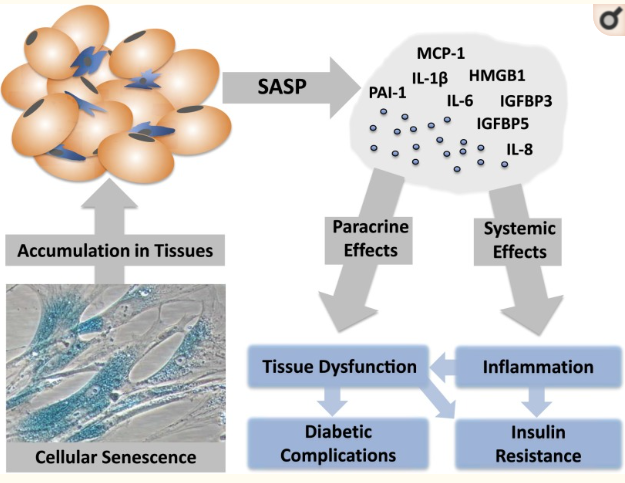 MCP-1
IL-1β
HMGB1
PAI-1
IL-6
IGFBP3
IGFBP5
IL-8
SASP
Paracrine
Effects
Systemic
Effects
Accumulation in Tissues
Tissue Dysfunction
Inflammation
Diabetic
Complications
Insulin
Resistance
Cellular Senescence